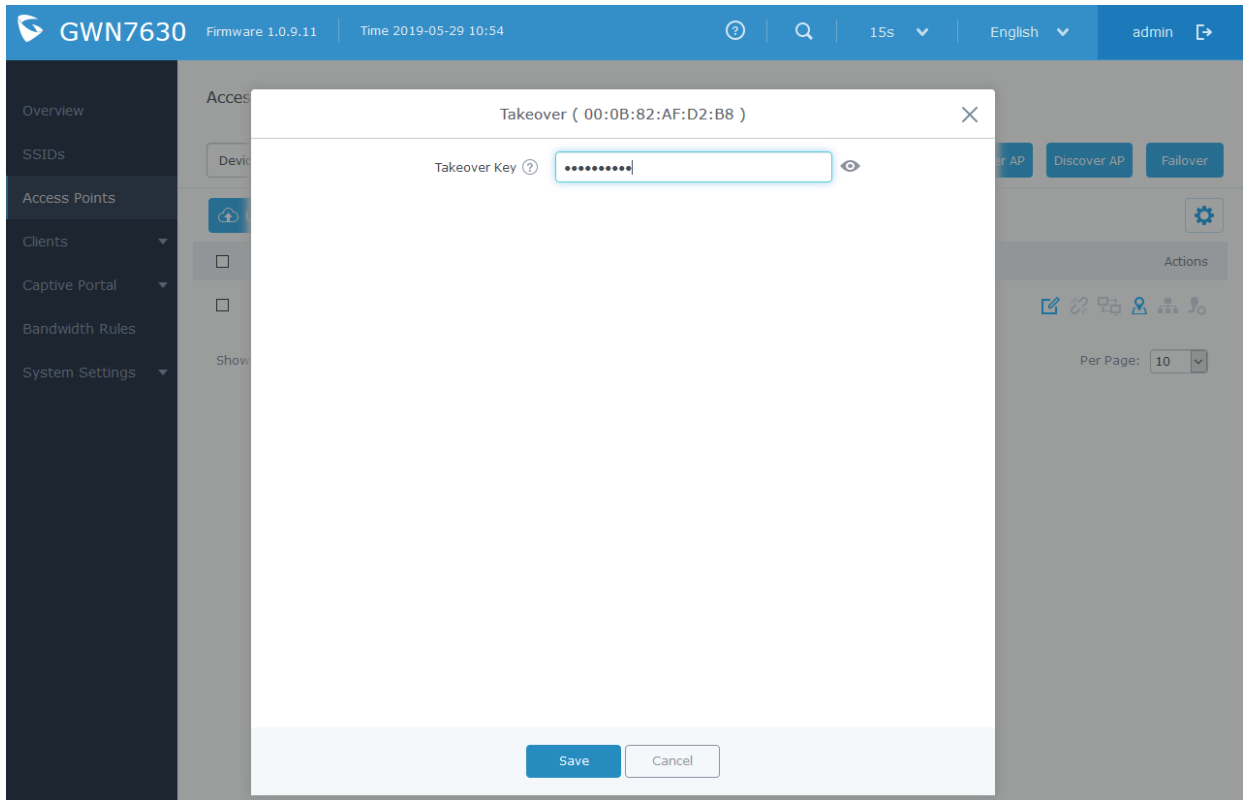 GWN7630 Firmware 1.0.9.11 Time 2019-05-29 10:54 15s English admin
Overview
SSIDs
Access Points
Clients
Captive Portal
Bandwidth Rules
System Settings
Takeover ( 00:0B:82:AF:D2:B8 )
Takeover Key ? ••••••••••
Save Cancel
AP Discover AP Failover
Actions
Show
Per Page: 10